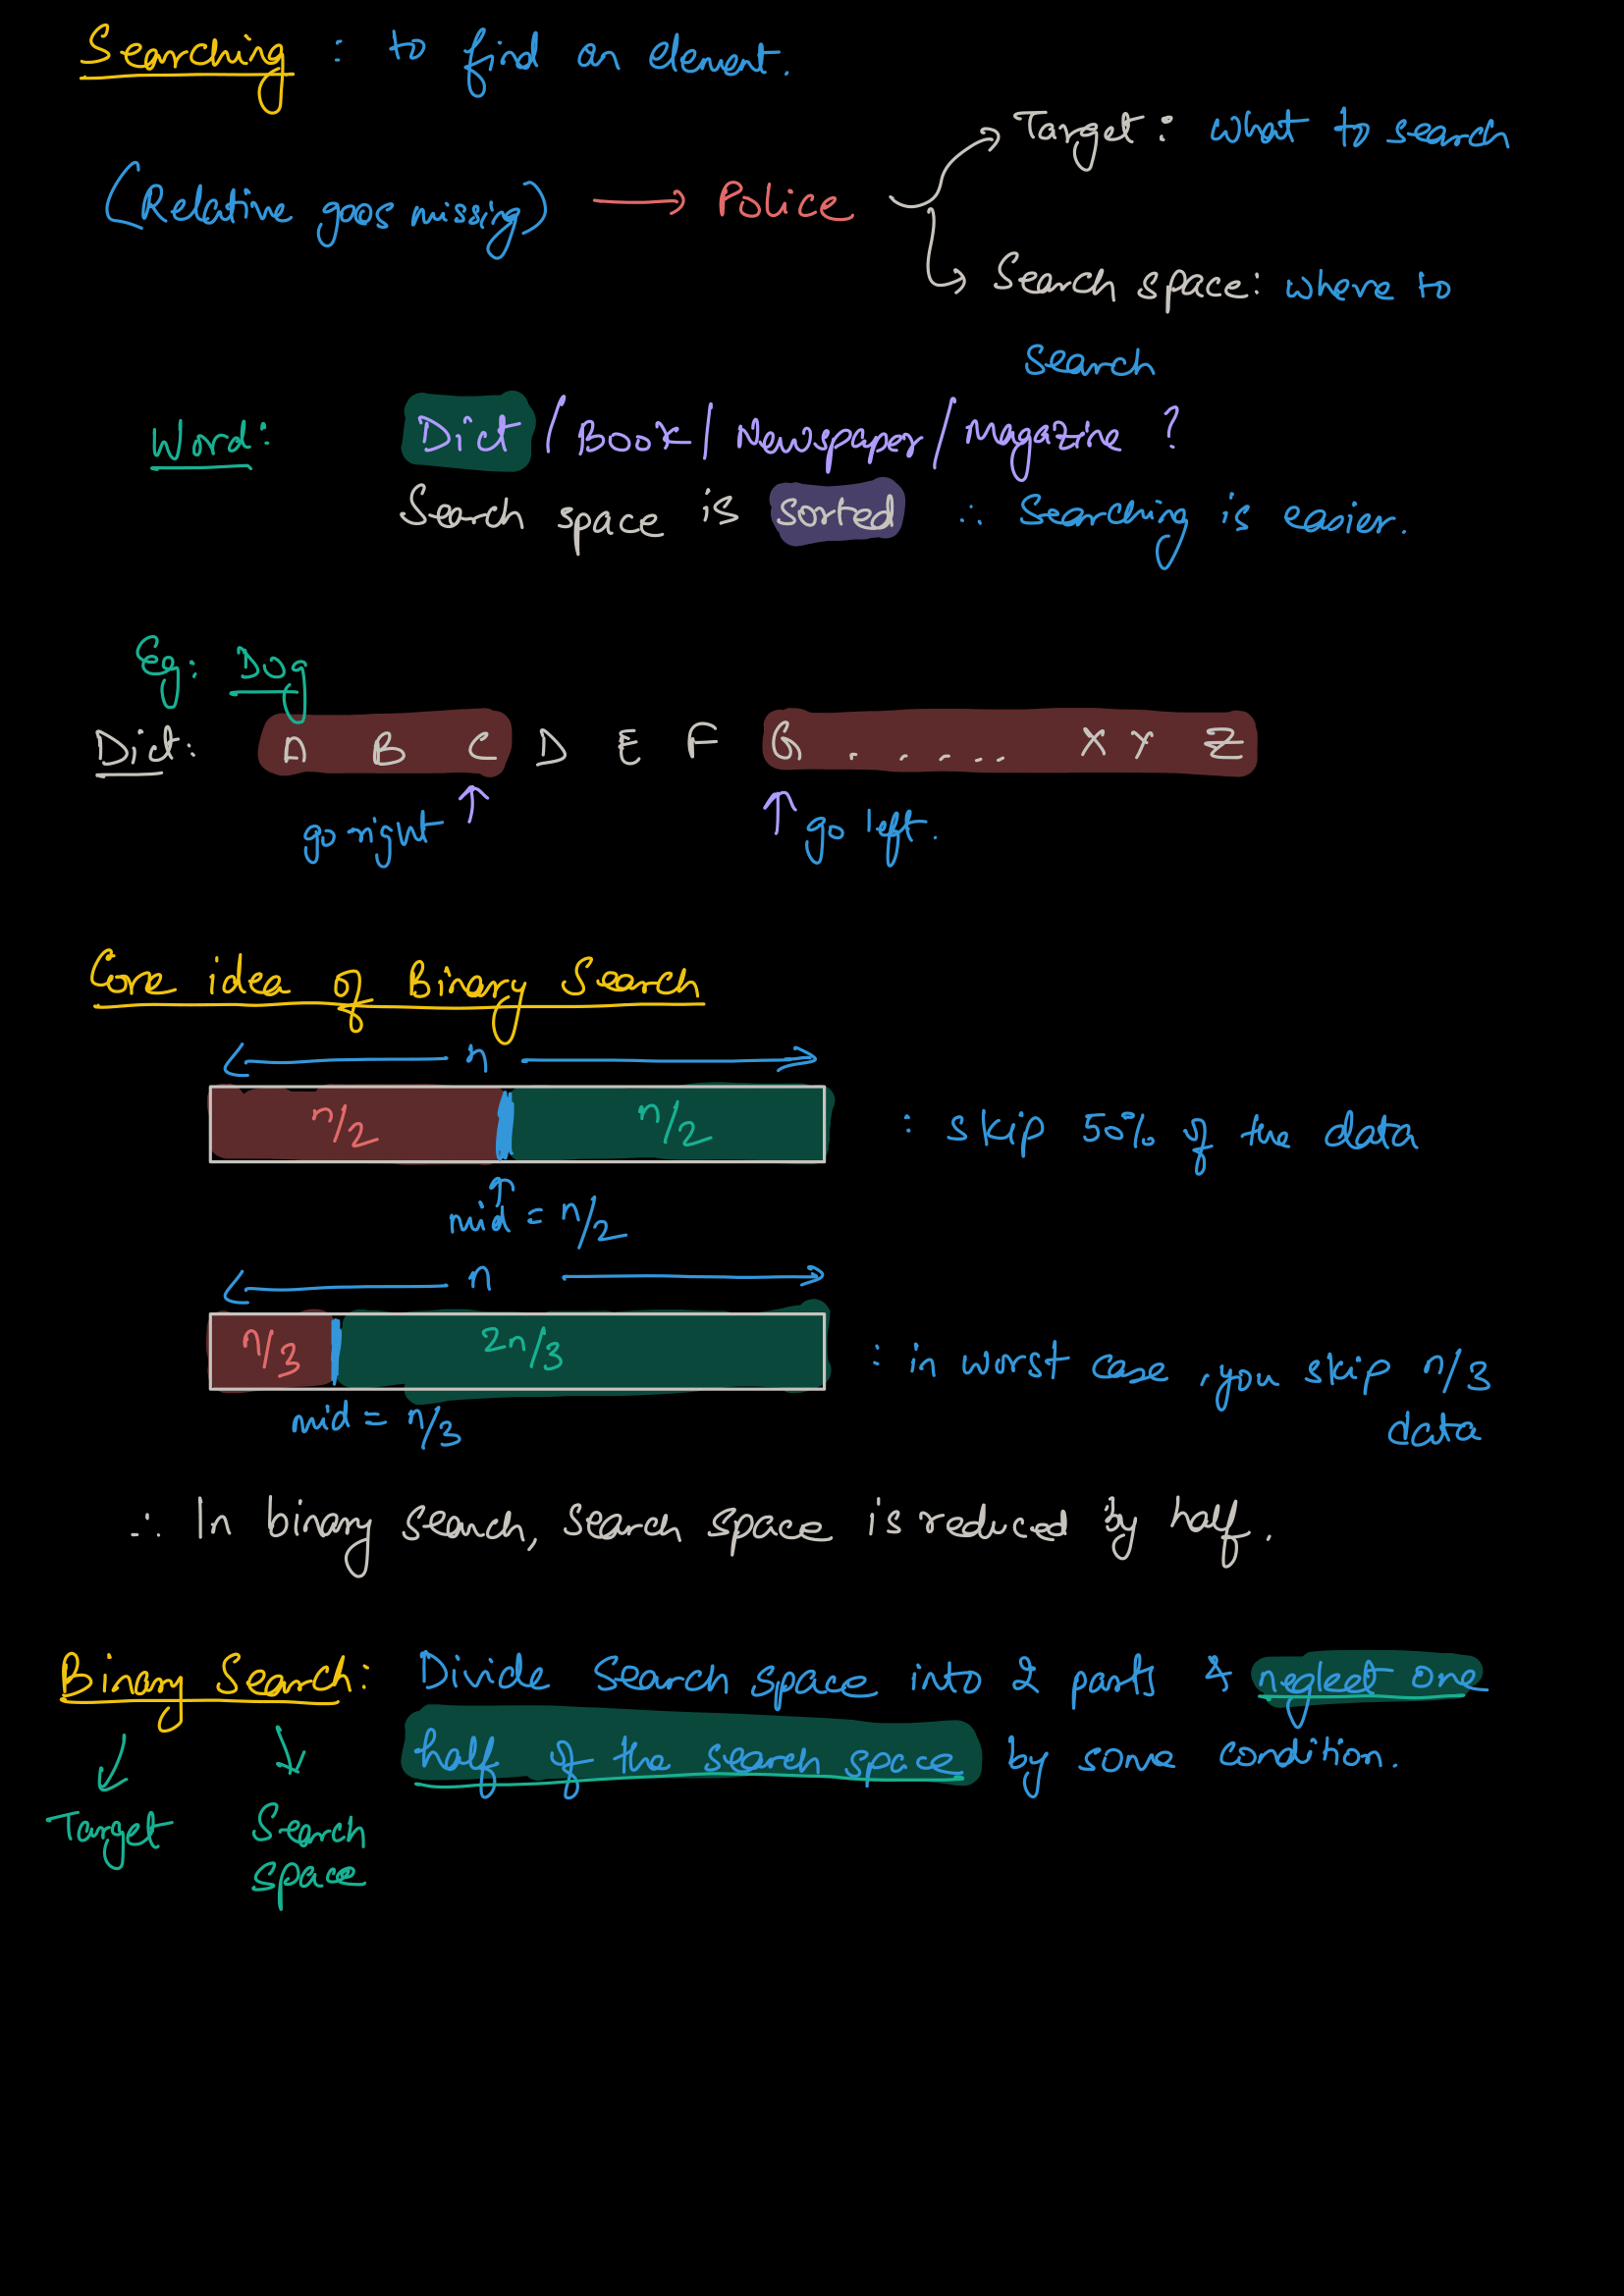 Searching : to find an element.
Target : what to search
(Relative goes missing) → Police
Search space : where to
search
Word : Dict / Book / Newspaper / Magazine ?
Search space is sorted ∴ Searching is easier.
Eg : Dog
Dict : A B C D E F G . . . . . . X Y Z
go right ↑ ↑ go left.
Core idea of Binary Search
n
n/2 n/2 : skip 50% of the data
mid = n/2
n
n/3 2n/3 : in worst case, you skip n/3
mid = n/3 data
∴ In binary search, search space is reduced by half.
Binary Search : Divide search space into 2 parts & neglect one
half of the search space by some condition.
Target Search
space